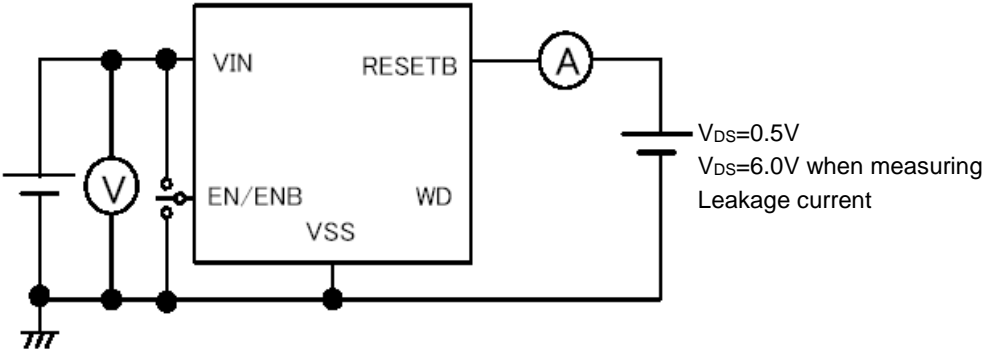 VIN
RESETB
A
V
EN/ENB
WD
VSS
VDS=0.5V
VDS=6.0V when measuring
Leakage current